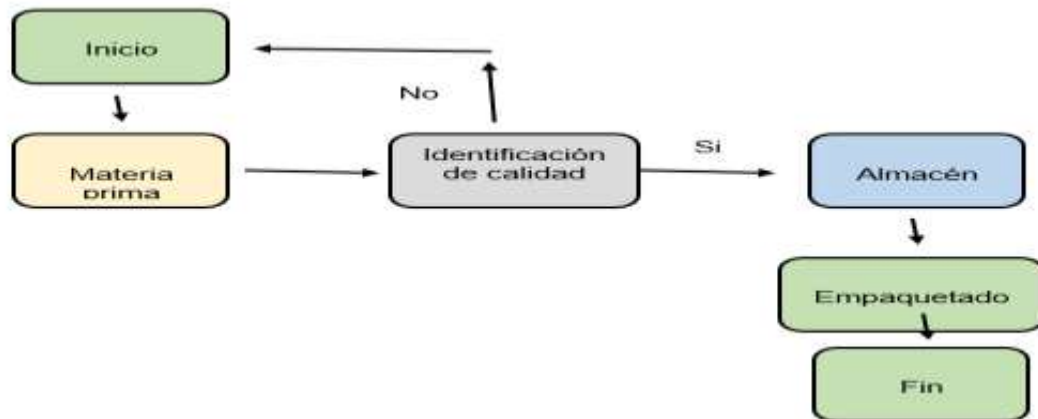 Inicio
No
Materia
prima
Identificación
de calidad
Si
Almacén
Empaquetado
Fin